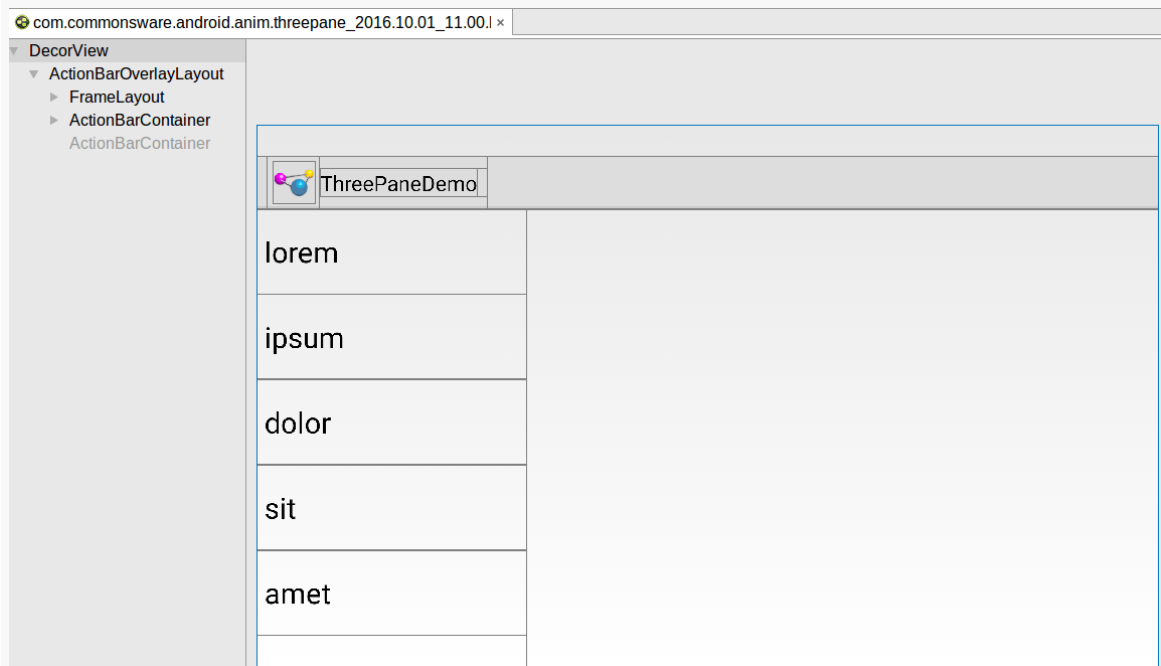 com.commonsware.android.anim.threepane_2016.10.01_11.00.
DecorView
ActionBarOverlayLayout
FrameLayout
ActionBarContainer
ActionBarContainer
ThreePaneDemo
lorem
ipsum
dolor
sit
amet